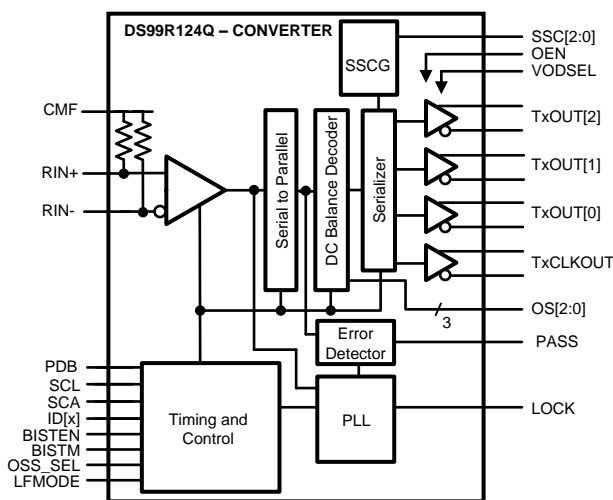 DS99R124Q – CONVERTER
SSC[2:0]
OEN
VODSEL
SSCG
CMF
TxOUT[2]
RIN+
TxOUT[1]
RIN-
TxOUT[0]
TxCLKOUT
Serial to Parallel
DC Balance Decoder
Serializer
OS[2:0]
3
Error
Detector
PASS
PDB
SCL
SCA
ID[x]
BISTEN
BISTM
OSS_SEL
LFMODE
Timing and
Control
PLL
LOCK